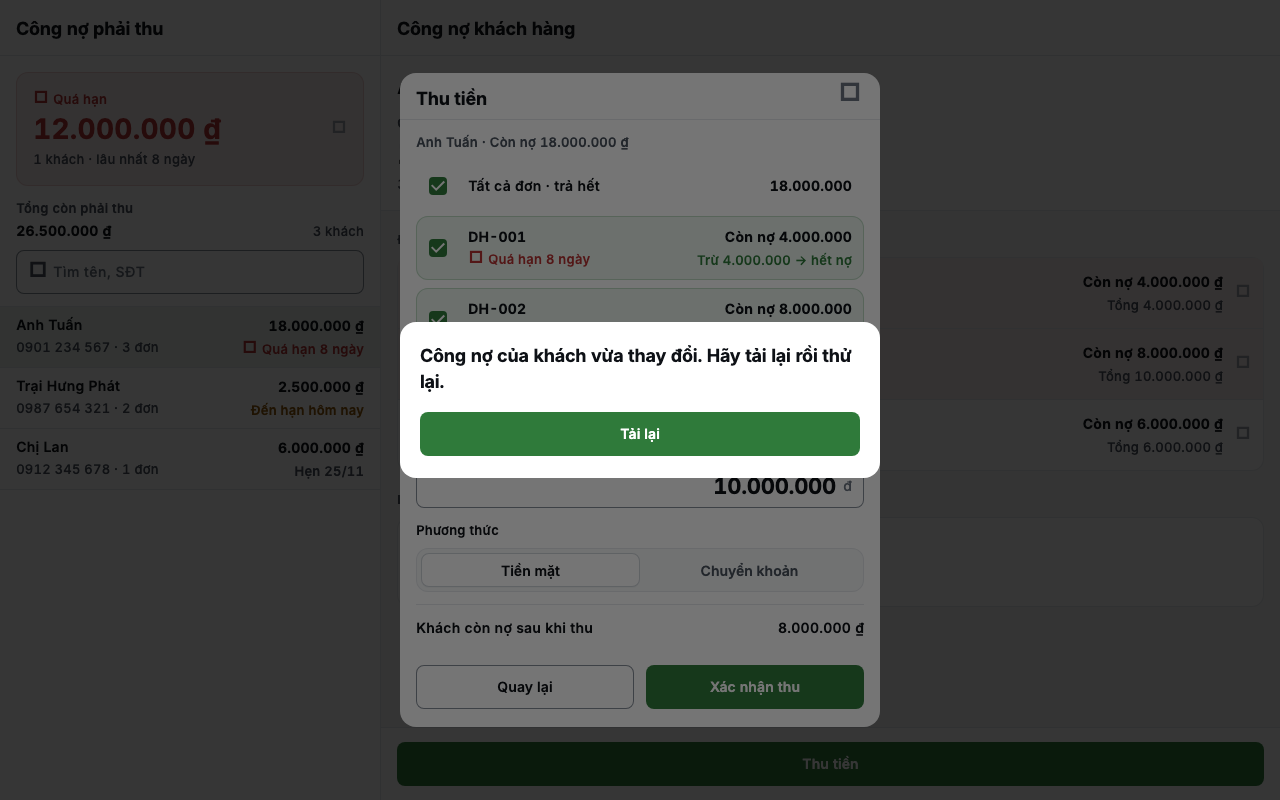 Công nợ phải thu
Quá hạn
12.000.000 ₫
1 khách · lâu nhất 8 ngày
Tổng còn phải thu
26.500.000 ₫
3 khách
Tìm tên, SĐT
Anh Tuấn
18.000.000 ₫
0901 234 567 · 3 đơn
Quá hạn 8 ngày
Trại Hưng Phát
2.500.000 ₫
0987 654 321 · 2 đơn
Đến hạn hôm nay
Chị Lan
6.000.000 ₫
0912 345 678 · 1 đơn
Hẹn 25/11
Công nợ khách hàng
Còn nợ 4.000.000 ₫
Tổng 4.000.000 ₫
Còn nợ 8.000.000 ₫
Tổng 10.000.000 ₫
Còn nợ 6.000.000 ₫
Tổng 6.000.000 ₫
Thu tiền
Thu tiền
Anh Tuấn · Còn nợ 18.000.000 ₫
Tất cả đơn · trả hết
18.000.000
DH-001
Còn nợ 4.000.000
Quá hạn 8 ngày
Trừ 4.000.000 → hết nợ
DH-002
Còn nợ 8.000.000
Công nợ của khách vừa thay đổi. Hãy tải lại rồi thử
lại.
Tải lại
10.000.000 đ
Phương thức
Tiền mặt
Chuyển khoản
Khách còn nợ sau khi thu
8.000.000 ₫
Quay lại
Xác nhận thu